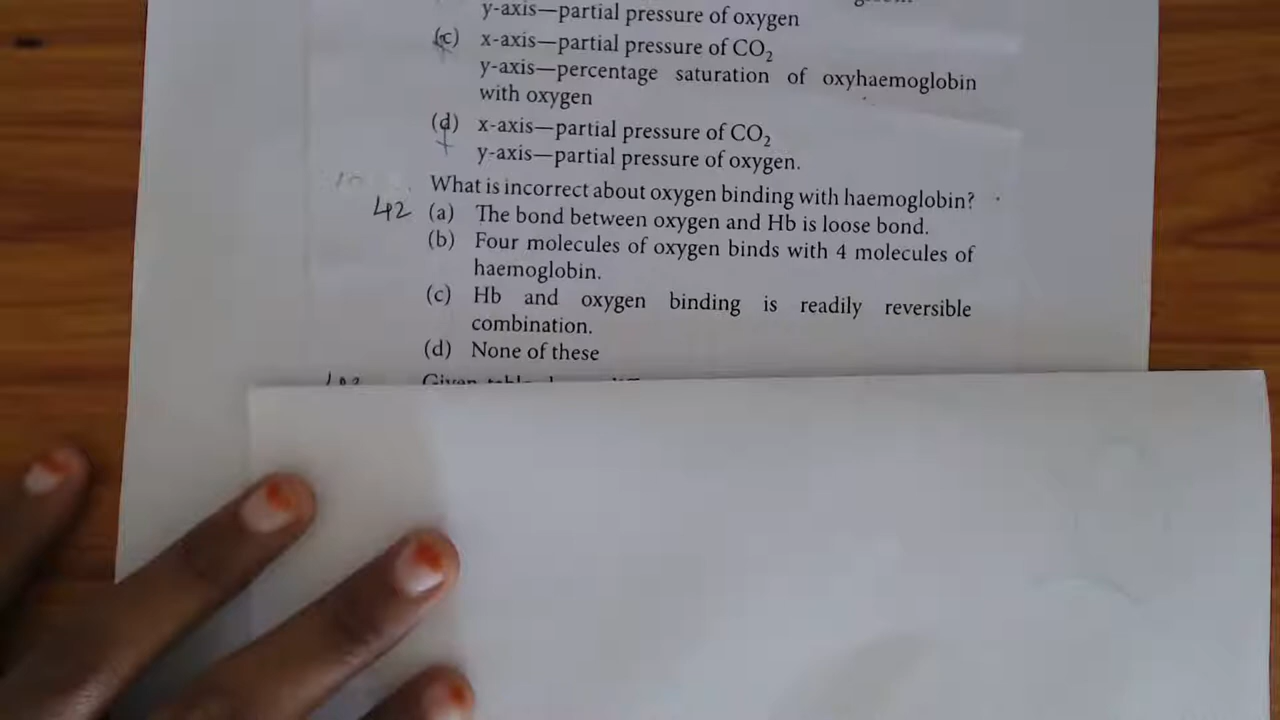 y-axis—partial pressure of oxygen
(c) x-axis—partial pressure of CO₂
y-axis—percentage saturation of oxyhaemoglobin
with oxygen
(d) x-axis—partial pressure of CO₂
y-axis—partial pressure of oxygen.
What is incorrect about oxygen binding with haemoglobin?
42 (a) The bond between oxygen and Hb is loose bond.
(b) Four molecules of oxygen binds with 4 molecules of
haemoglobin.
(c) Hb and oxygen binding is readily reversible
combination.
(d) None of these
Given